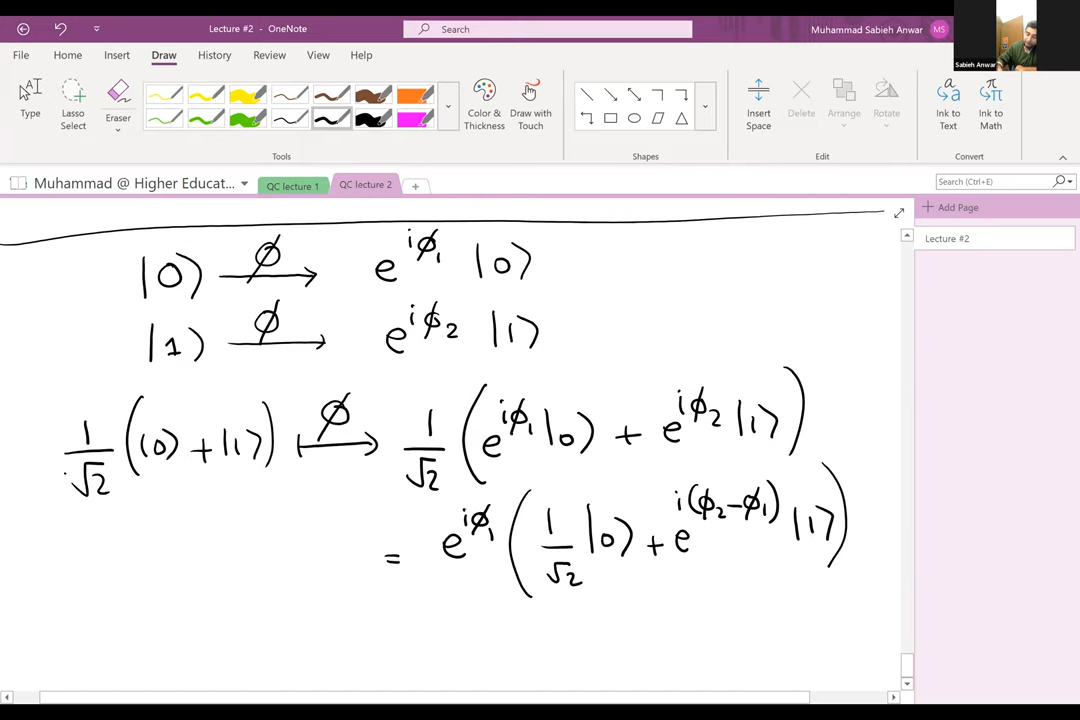 Lecture #2 - OneNote
Search
Muhammad Sabieh Anwar
MS
Sabieh Anwar
File Home Insert Draw History Review View Help
Type
Lasso Select
Eraser
Color & Thickness
Draw with Touch
Insert Space
Delete
Arrange
Rotate
Ink to Text
Ink to Math
Tools
Shapes
Edit
Convert
Muhammad @ Higher Educat...
QC lecture 1
QC lecture 2
Search (Ctrl+E)
Add Page
Lecture #2
|0⟩ —ϕ→ e^{iϕ₁} |0⟩
|1⟩ —ϕ→ e^{iϕ₂} |1⟩
1/√2 (|0⟩ + |1⟩) |—ϕ→ 1/√2 (e^{iϕ₁}|0⟩ + e^{iϕ₂}|1⟩)
= e^{iϕ₁} (1/√2 |0⟩ + e^{i(ϕ₂−ϕ₁)} |1⟩)